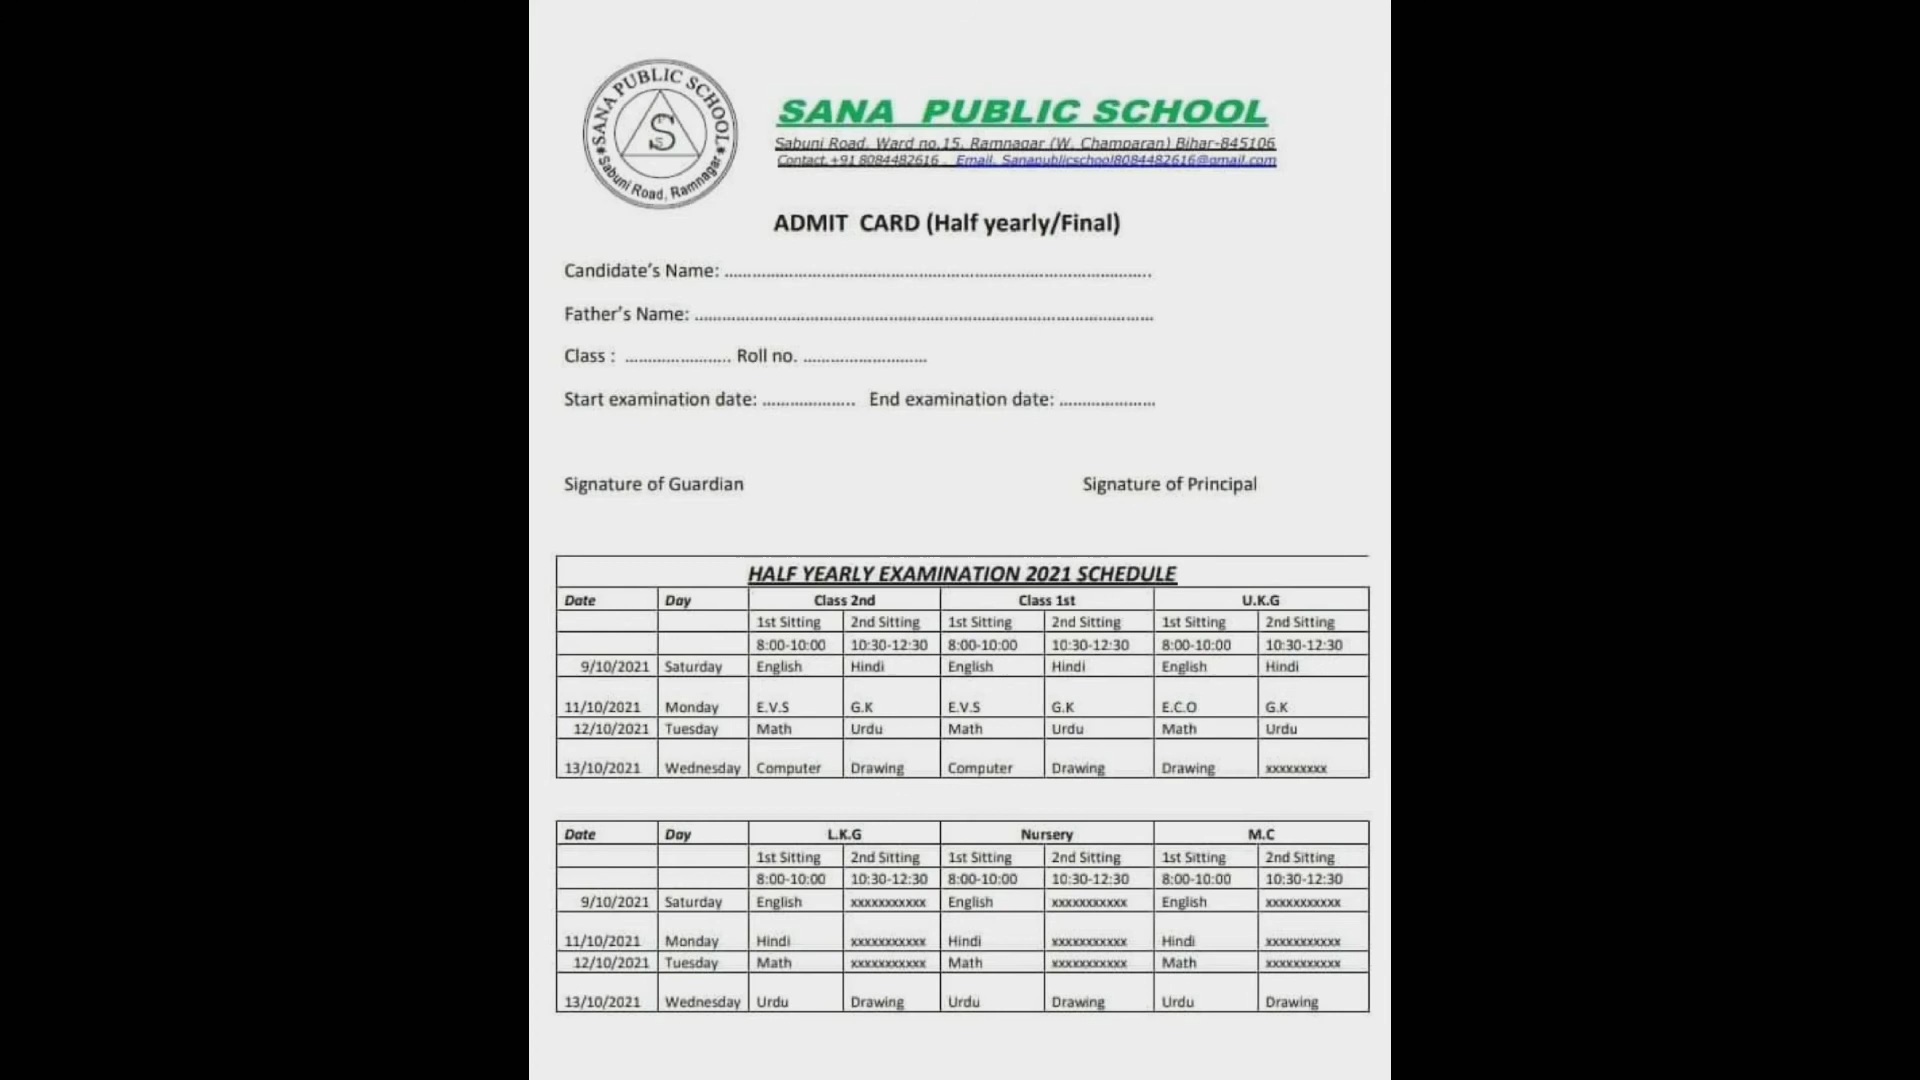 SANA PUBLIC SCHOOL
Sabuni Road, Ramnagar
S
SANA PUBLIC SCHOOL
Sabuni Road, Ward no.15, Ramnagar (W. Champaran) Bihar-845106
Contact.+91 8084482616 . Email. Sanapublicschool8084482616@gmail.com
ADMIT CARD (Half yearly/Final)
Candidate’s Name: ....................................................................................
Father’s Name: ....................................................................................
Class : ....................... Roll no. ...........................
Start examination date: .................... End examination date: .....................
Signature of Guardian Signature of Principal
HALF YEARLY EXAMINATION 2021 SCHEDULE
Date Day Class 2nd Class 1st U.K.G
1st Sitting 2nd Sitting 1st Sitting 2nd Sitting 1st Sitting 2nd Sitting
8:00-10:00 10:30-12:30 8:00-10:00 10:30-12:30 8:00-10:00 10:30-12:30
9/10/2021 Saturday English Hindi English Hindi English Hindi
11/10/2021 Monday E.V.S G.K E.V.S G.K E.C.O G.K
12/10/2021 Tuesday Math Urdu Math Urdu Math Urdu
13/10/2021 Wednesday Computer Drawing Computer Drawing Drawing xxxxxxxxx
Date Day L.K.G Nursery M.C
1st Sitting 2nd Sitting 1st Sitting 2nd Sitting 1st Sitting 2nd Sitting
8:00-10:00 10:30-12:30 8:00-10:00 10:30-12:30 8:00-10:00 10:30-12:30
9/10/2021 Saturday English xxxxxxxxxxx English xxxxxxxxxxx English xxxxxxxxxxx
11/10/2021 Monday Hindi xxxxxxxxxxx Hindi xxxxxxxxxxx Hindi xxxxxxxxxxx
12/10/2021 Tuesday Math xxxxxxxxxxx Math xxxxxxxxxxx Math xxxxxxxxxxx
13/10/2021 Wednesday Urdu Drawing Urdu Drawing Urdu Drawing